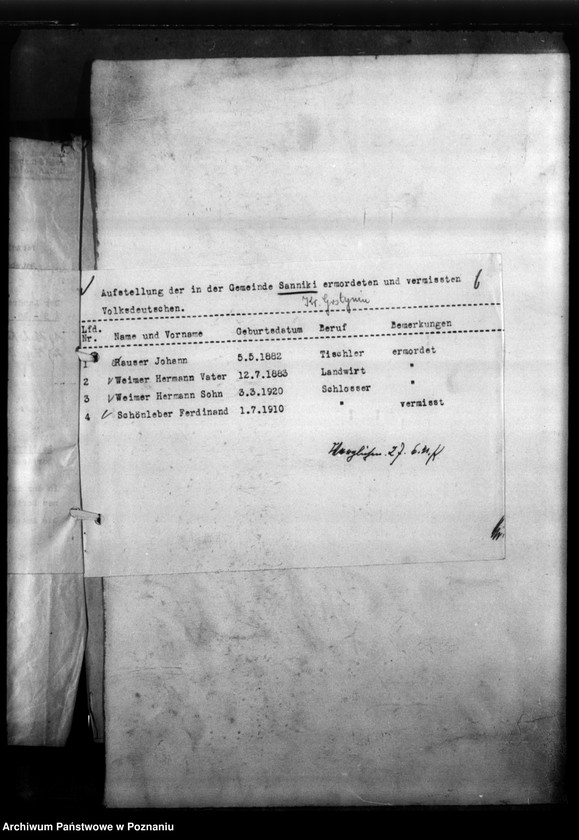 Aufstellung der in der Gemeinde Sanniki ermordeten und vermissten 6
Volksdeutschen. Kr. Gostynin
Lfd. Nr. Name und Vorname Geburtsdatum Beruf Bemerkungen
1 Hauser Johann 5.5.1882 Tischler ermordet
2 Weimer Hermann Vater 12.7.1883 Landwirt "
3 Weimer Hermann Sohn 3.3.1920 Schlosser "
4 Schönleber Ferdinand 1.7.1910 " vermisst
Archiwum Państwowe w Poznaniu